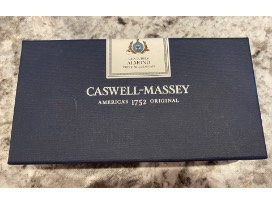 ALMOND
CASWELL-MASSEY
AMERICA'S 1752 ORIGINAL